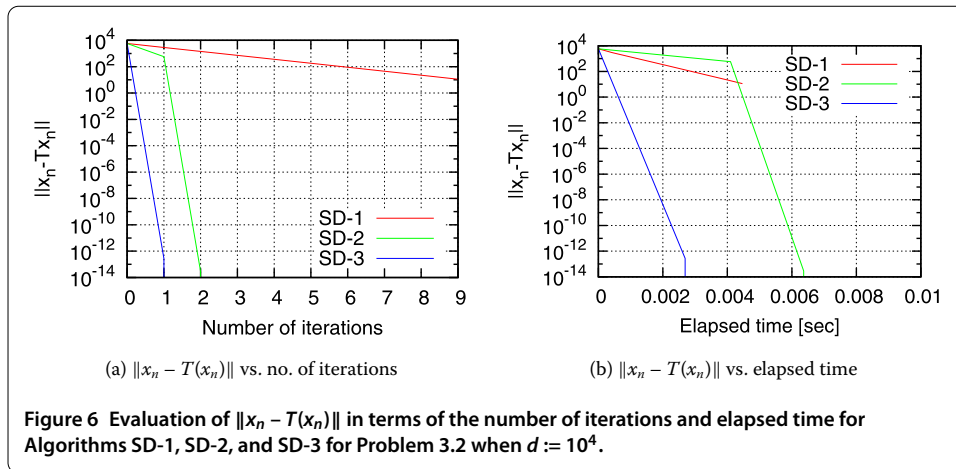 ||x_n-Tx_n||
10^4
10^2
10^0
10^-2
10^-4
10^-6
10^-8
10^-10
10^-12
10^-14
SD-1
SD-2
SD-3
0 1 2 3 4 5 6 7 8 9
Number of iterations
(a) ‖x_n – T(x_n)‖ vs. no. of iterations
||x_n-Tx_n||
10^4
10^2
10^0
10^-2
10^-4
10^-6
10^-8
10^-10
10^-12
10^-14
SD-1
SD-2
SD-3
0 0.002 0.004 0.006 0.008 0.01
Elapsed time [sec]
(b) ‖x_n – T(x_n)‖ vs. elapsed time
Figure 6 Evaluation of ‖x_n – T(x_n)‖ in terms of the number of iterations and elapsed time for
Algorithms SD-1, SD-2, and SD-3 for Problem 3.2 when d := 10^4.